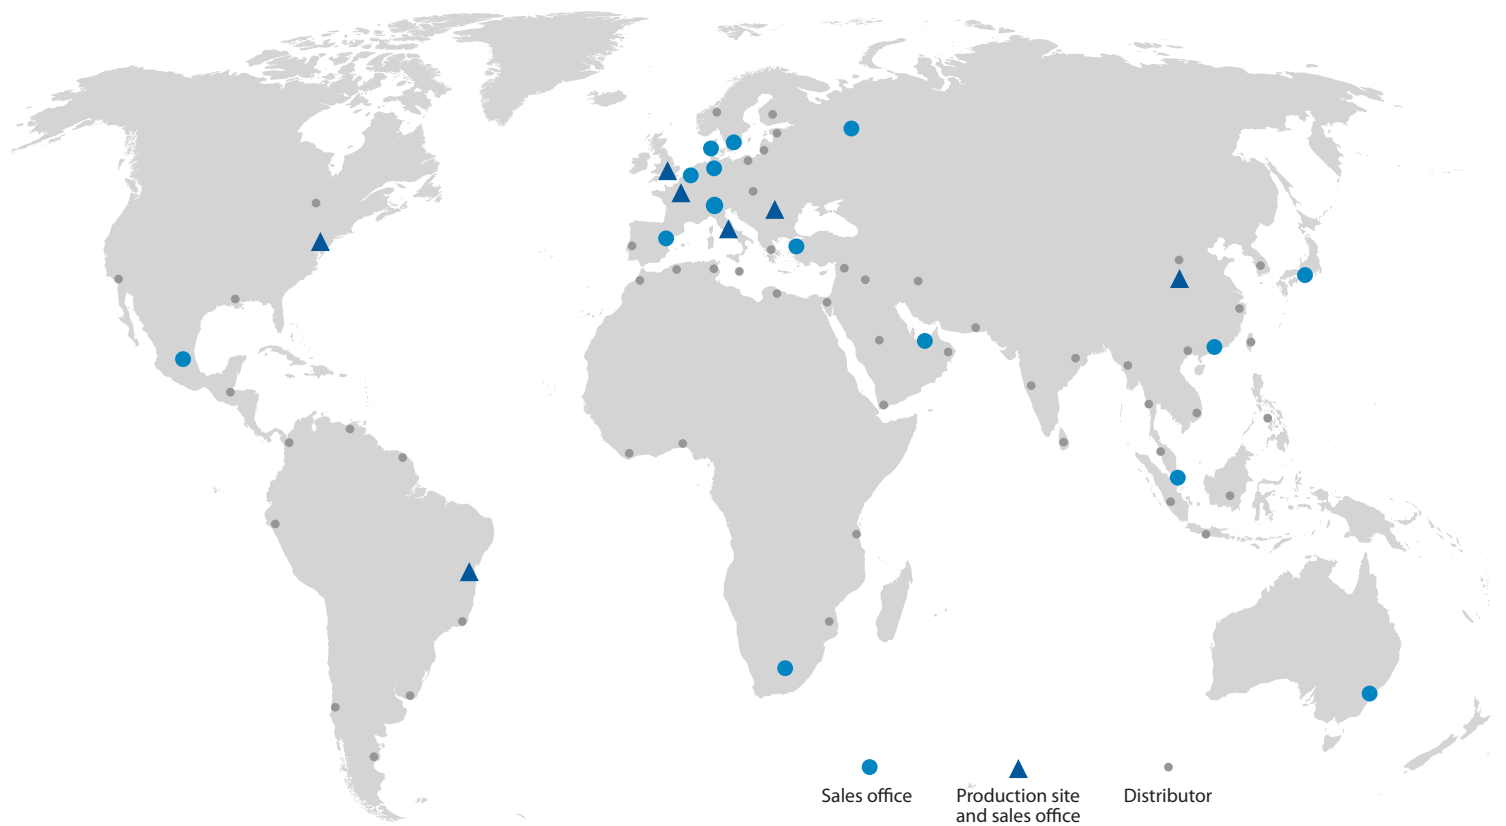 Sales office
Production site
and sales office
Distributor